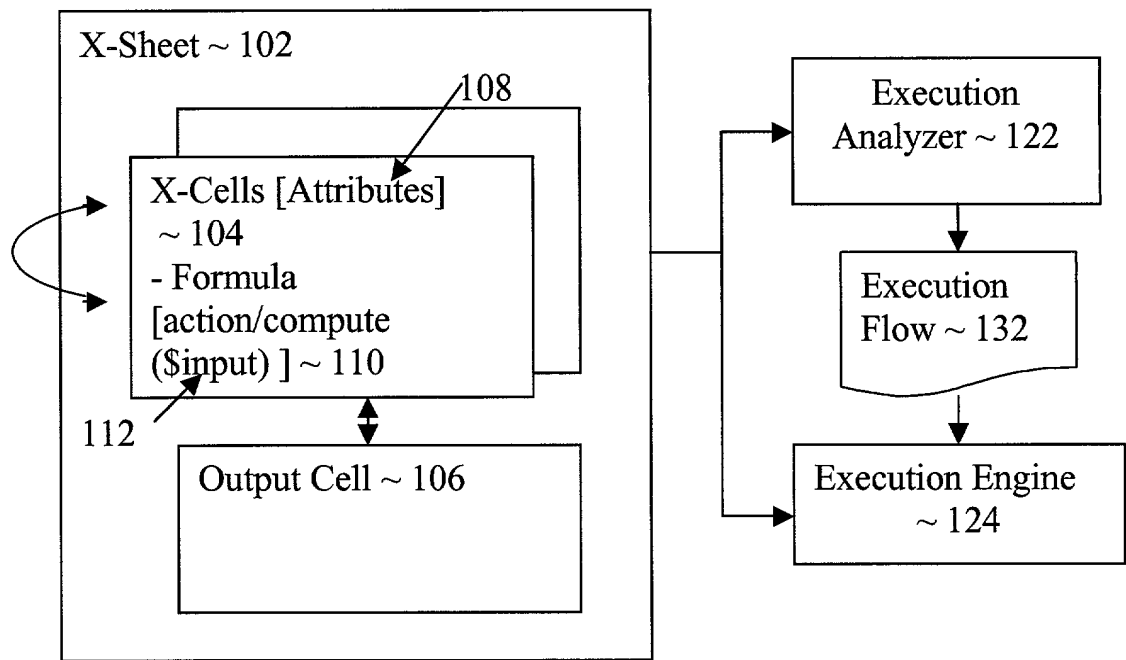 X-Sheet ~ 102
108
X-Cells [Attributes]
~ 104
- Formula
[action/compute
($input) ] ~ 110
112
Output Cell ~ 106
Execution
Analyzer ~ 122
Execution
Flow ~ 132
Execution Engine
~ 124